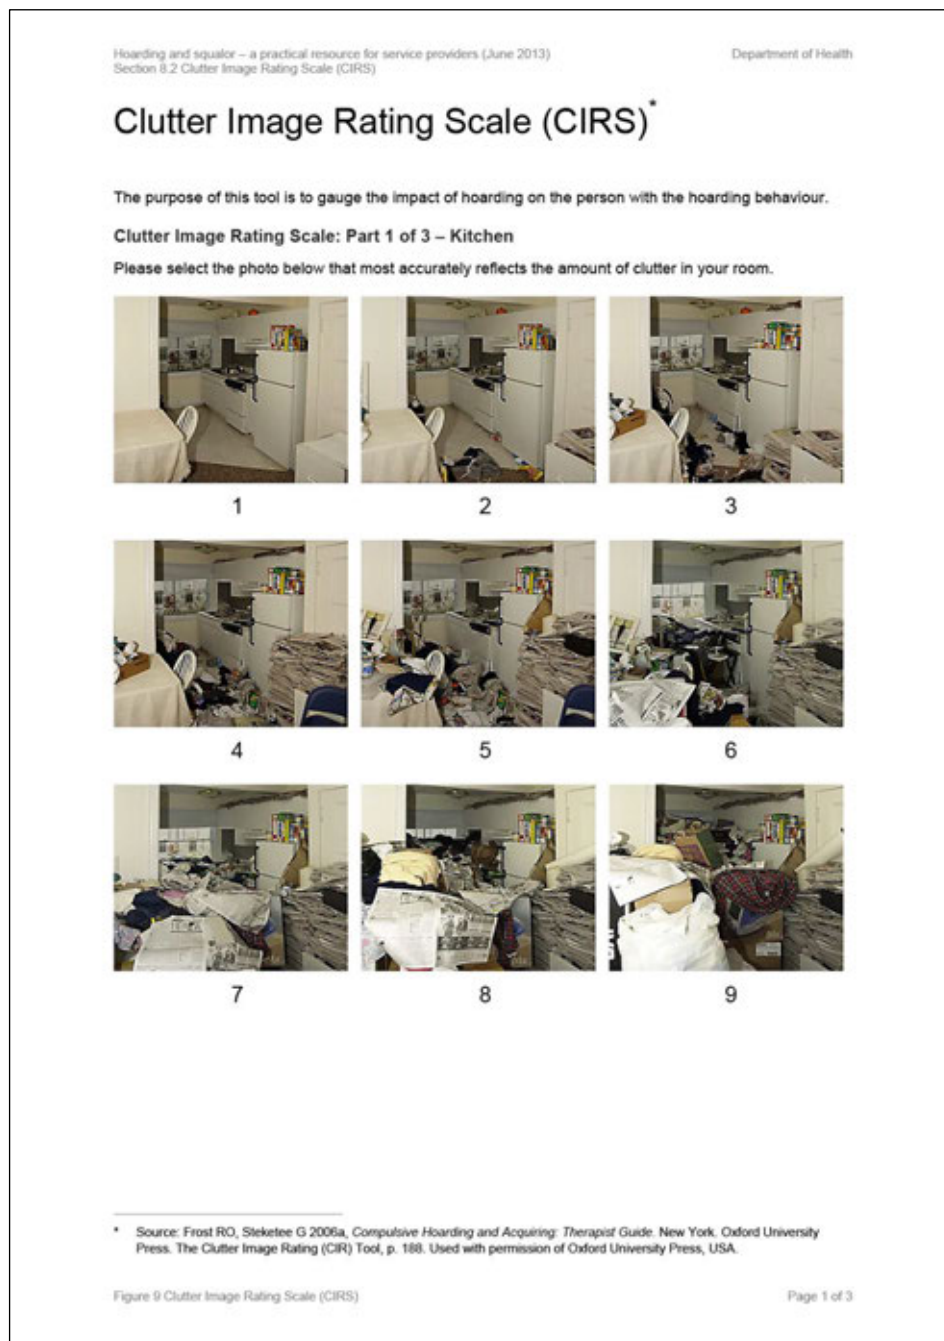 Hoarding and squalor – a practical resource for service providers (June 2013)
Department of Health
Section 8.2 Clutter Image Rating Scale (CIRS)
Clutter Image Rating Scale (CIRS)*
The purpose of this tool is to gauge the impact of hoarding on the person with the hoarding behaviour.
Clutter Image Rating Scale: Part 1 of 3 – Kitchen
Please select the photo below that most accurately reflects the amount of clutter in your room.
1
2
3
4
5
6
7
8
9
* Source: Frost RO, Steketee G 2006a, Compulsive Hoarding and Acquiring: Therapist Guide. New York. Oxford University
Press. The Clutter Image Rating (CIR) Tool, p. 188. Used with permission of Oxford University Press, USA.
Figure 9 Clutter Image Rating Scale (CIRS)
Page 1 of 3